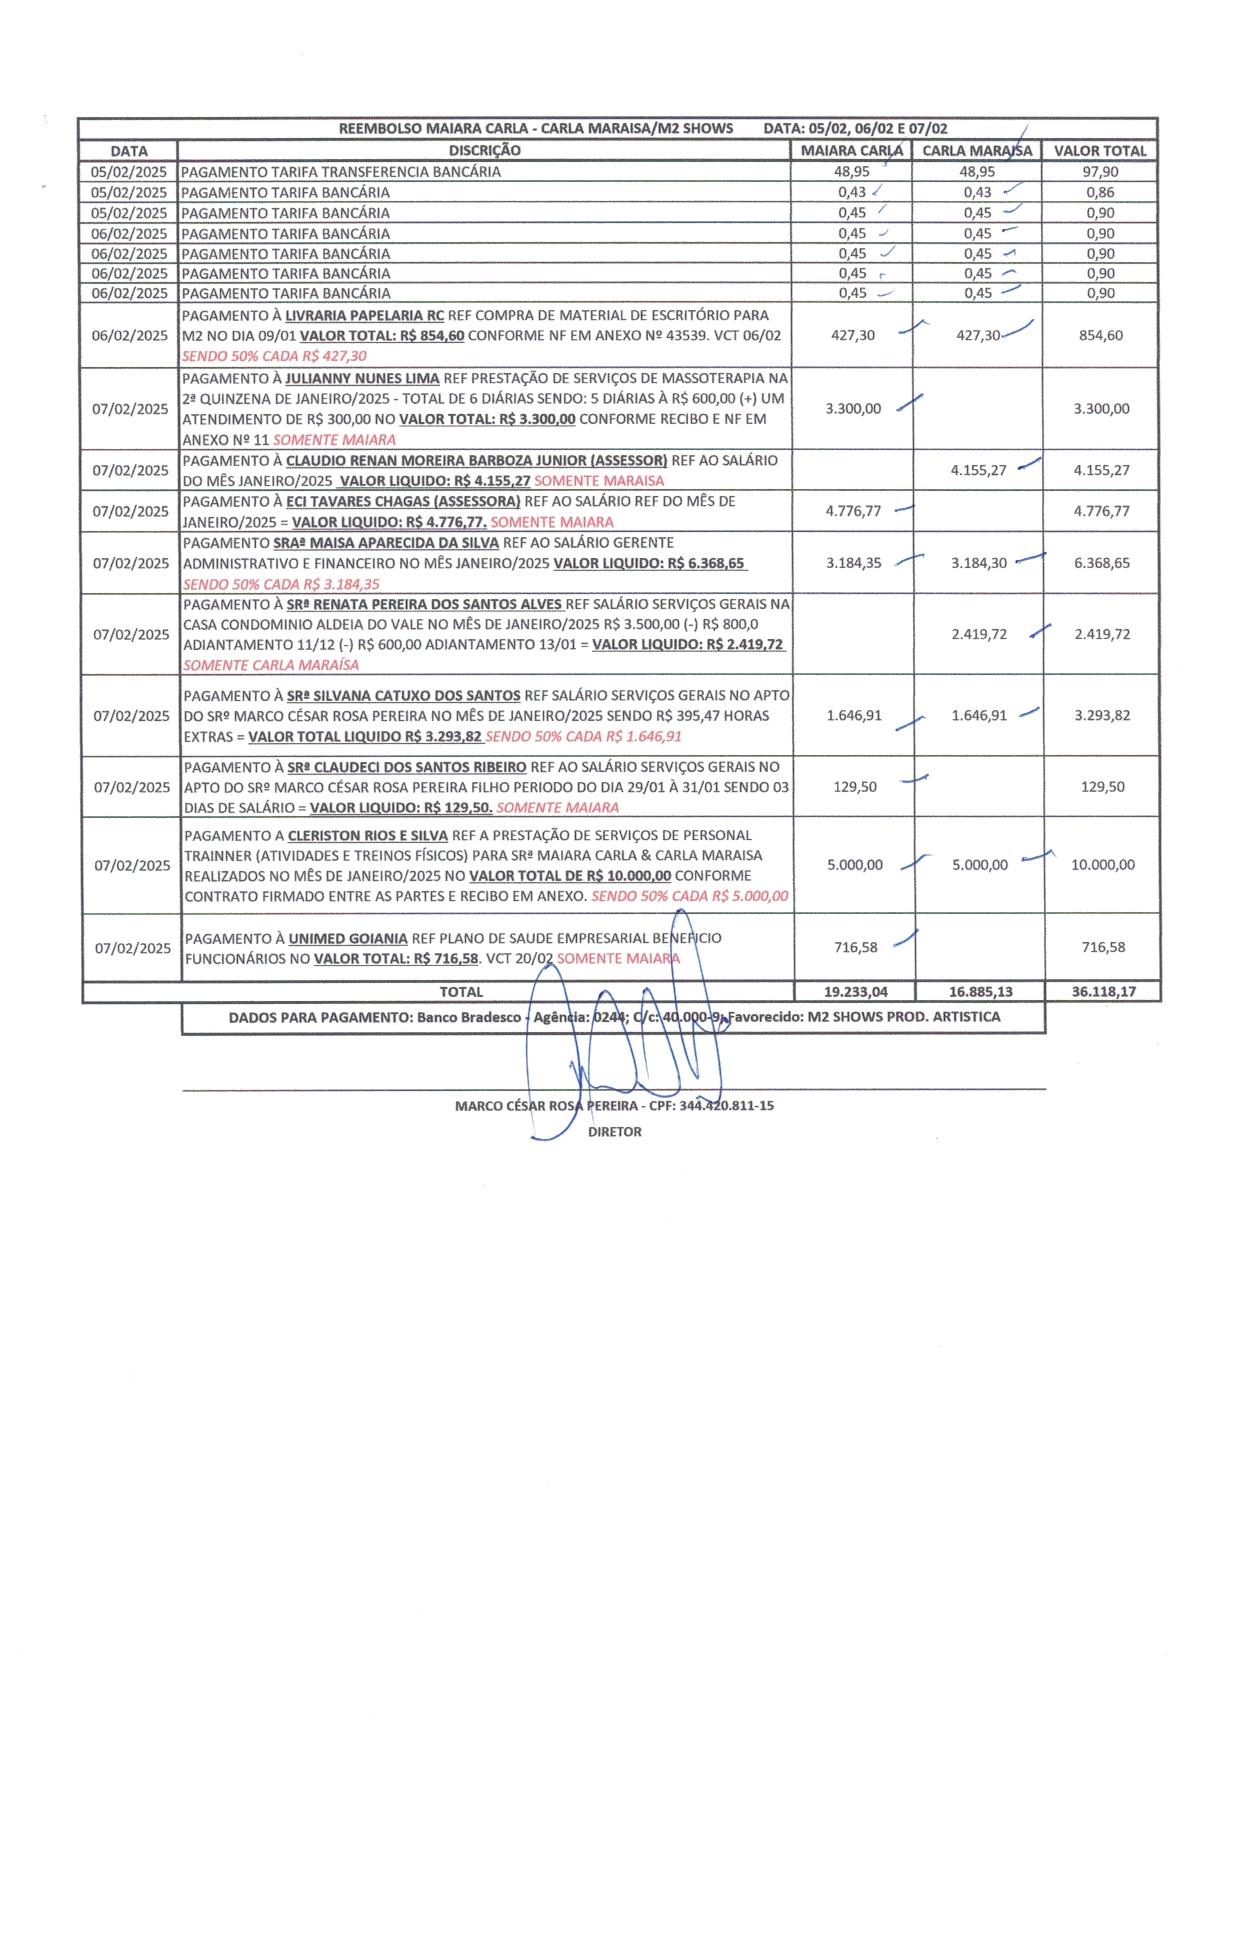 REEMBOLSO MAIARA CARLA - CARLA MARAISA/M2 SHOWS DATA: 05/02, 06/02 E 07/02
DATA DISCRIÇÃO MAIARA CARLA CARLA MARAISA VALOR TOTAL
05/02/2025 PAGAMENTO TARIFA TRANSFERENCIA BANCÁRIA 48,95 48,95 97,90
05/02/2025 PAGAMENTO TARIFA BANCÁRIA 0,43 0,43 0,86
05/02/2025 PAGAMENTO TARIFA BANCÁRIA 0,45 0,45 0,90
06/02/2025 PAGAMENTO TARIFA BANCÁRIA 0,45 0,45 0,90
06/02/2025 PAGAMENTO TARIFA BANCÁRIA 0,45 0,45 0,90
06/02/2025 PAGAMENTO TARIFA BANCÁRIA 0,45 0,45 0,90
06/02/2025 PAGAMENTO TARIFA BANCÁRIA 0,45 0,45 0,90
PAGAMENTO À LIVRARIA PAPELARIA RC REF COMPRA DE MATERIAL DE ESCRITÓRIO PARA
06/02/2025 M2 NO DIA 09/01 VALOR TOTAL: R$ 854,60 CONFORME NF EM ANEXO Nº 43539. VCT 06/02 427,30 427,30 854,60
SENDO 50% CADA R$ 427,30
PAGAMENTO À JULIANNY NUNES LIMA REF PRESTAÇÃO DE SERVIÇOS DE MASSOTERAPIA NA
2ª QUINZENA DE JANEIRO/2025 - TOTAL DE 6 DIÁRIAS SENDO: 5 DIÁRIAS À R$ 600,00 (+) UM
07/02/2025 3.300,00 3.300,00
ATENDIMENTO DE R$ 300,00 NO VALOR TOTAL: R$ 3.300,00 CONFORME RECIBO E NF EM
ANEXO Nº 11 SOMENTE MAIARA
PAGAMENTO À CLAUDIO RENAN MOREIRA BARBOZA JUNIOR (ASSESSOR) REF AO SALÁRIO
07/02/2025 4.155,27 4.155,27
DO MÊS JANEIRO/2025 VALOR LIQUIDO: R$ 4.155,27 SOMENTE MARAISA
PAGAMENTO À ECI TAVARES CHAGAS (ASSESSORA) REF AO SALÁRIO REF DO MÊS DE
07/02/2025 4.776,77 4.776,77
JANEIRO/2025 = VALOR LIQUIDO: R$ 4.776,77. SOMENTE MAIARA
PAGAMENTO SRAª MAISA APARECIDA DA SILVA REF AO SALÁRIO GERENTE
07/02/2025 ADMINISTRATIVO E FINANCEIRO NO MÊS JANEIRO/2025 VALOR LIQUIDO: R$ 6.368,65 3.184,35 3.184,30 6.368,65
SENDO 50% CADA R$ 3.184,35
PAGAMENTO À SRª RENATA PEREIRA DOS SANTOS ALVES REF SALÁRIO SERVIÇOS GERAIS NA
CASA CONDOMINIO ALDEIA DO VALE NO MÊS DE JANEIRO/2025 R$ 3.500,00 (-) R$ 800,0
07/02/2025 2.419,72 2.419,72
ADIANTAMENTO 11/12 (-) R$ 600,00 ADIANTAMENTO 13/01 = VALOR LIQUIDO: R$ 2.419,72
SOMENTE CARLA MARAÍSA
PAGAMENTO À SRª SILVANA CATUXO DOS SANTOS REF SALÁRIO SERVIÇOS GERAIS NO APTO
07/02/2025 DO SRº MARCO CÉSAR ROSA PEREIRA NO MÊS DE JANEIRO/2025 SENDO R$ 395,47 HORAS 1.646,91 1.646,91 3.293,82
EXTRAS = VALOR TOTAL LIQUIDO R$ 3.293,82 SENDO 50% CADA R$ 1.646,91
PAGAMENTO À SRª CLAUDECI DOS SANTOS RIBEIRO REF AO SALÁRIO SERVIÇOS GERAIS NO
07/02/2025 APTO DO SRº MARCO CÉSAR ROSA PEREIRA FILHO PERIODO DO DIA 29/01 À 31/01 SENDO 03 129,50 129,50
DIAS DE SALÁRIO = VALOR LIQUIDO: R$ 129,50. SOMENTE MAIARA
PAGAMENTO A CLERISTON RIOS E SILVA REF A PRESTAÇÃO DE SERVIÇOS DE PERSONAL
TRAINNER (ATIVIDADES E TREINOS FÍSICOS) PARA SRª MAIARA CARLA & CARLA MARAISA
07/02/2025 5.000,00 5.000,00 10.000,00
REALIZADOS NO MÊS DE JANEIRO/2025 NO VALOR TOTAL DE R$ 10.000,00 CONFORME
CONTRATO FIRMADO ENTRE AS PARTES E RECIBO EM ANEXO. SENDO 50% CADA R$ 5.000,00
PAGAMENTO À UNIMED GOIANIA REF PLANO DE SAUDE EMPRESARIAL BENEFICIO
07/02/2025 716,58 716,58
FUNCIONÁRIOS NO VALOR TOTAL: R$ 716,58. VCT 20/02 SOMENTE MAIARA
TOTAL 19.233,04 16.885,13 36.118,17
DADOS PARA PAGAMENTO: Banco Bradesco - Agência: 0244; C/c: 40.000-9; Favorecido: M2 SHOWS PROD. ARTISTICA
MARCO CÉSAR ROSA PEREIRA - CPF: 344.420.811-15
DIRETOR